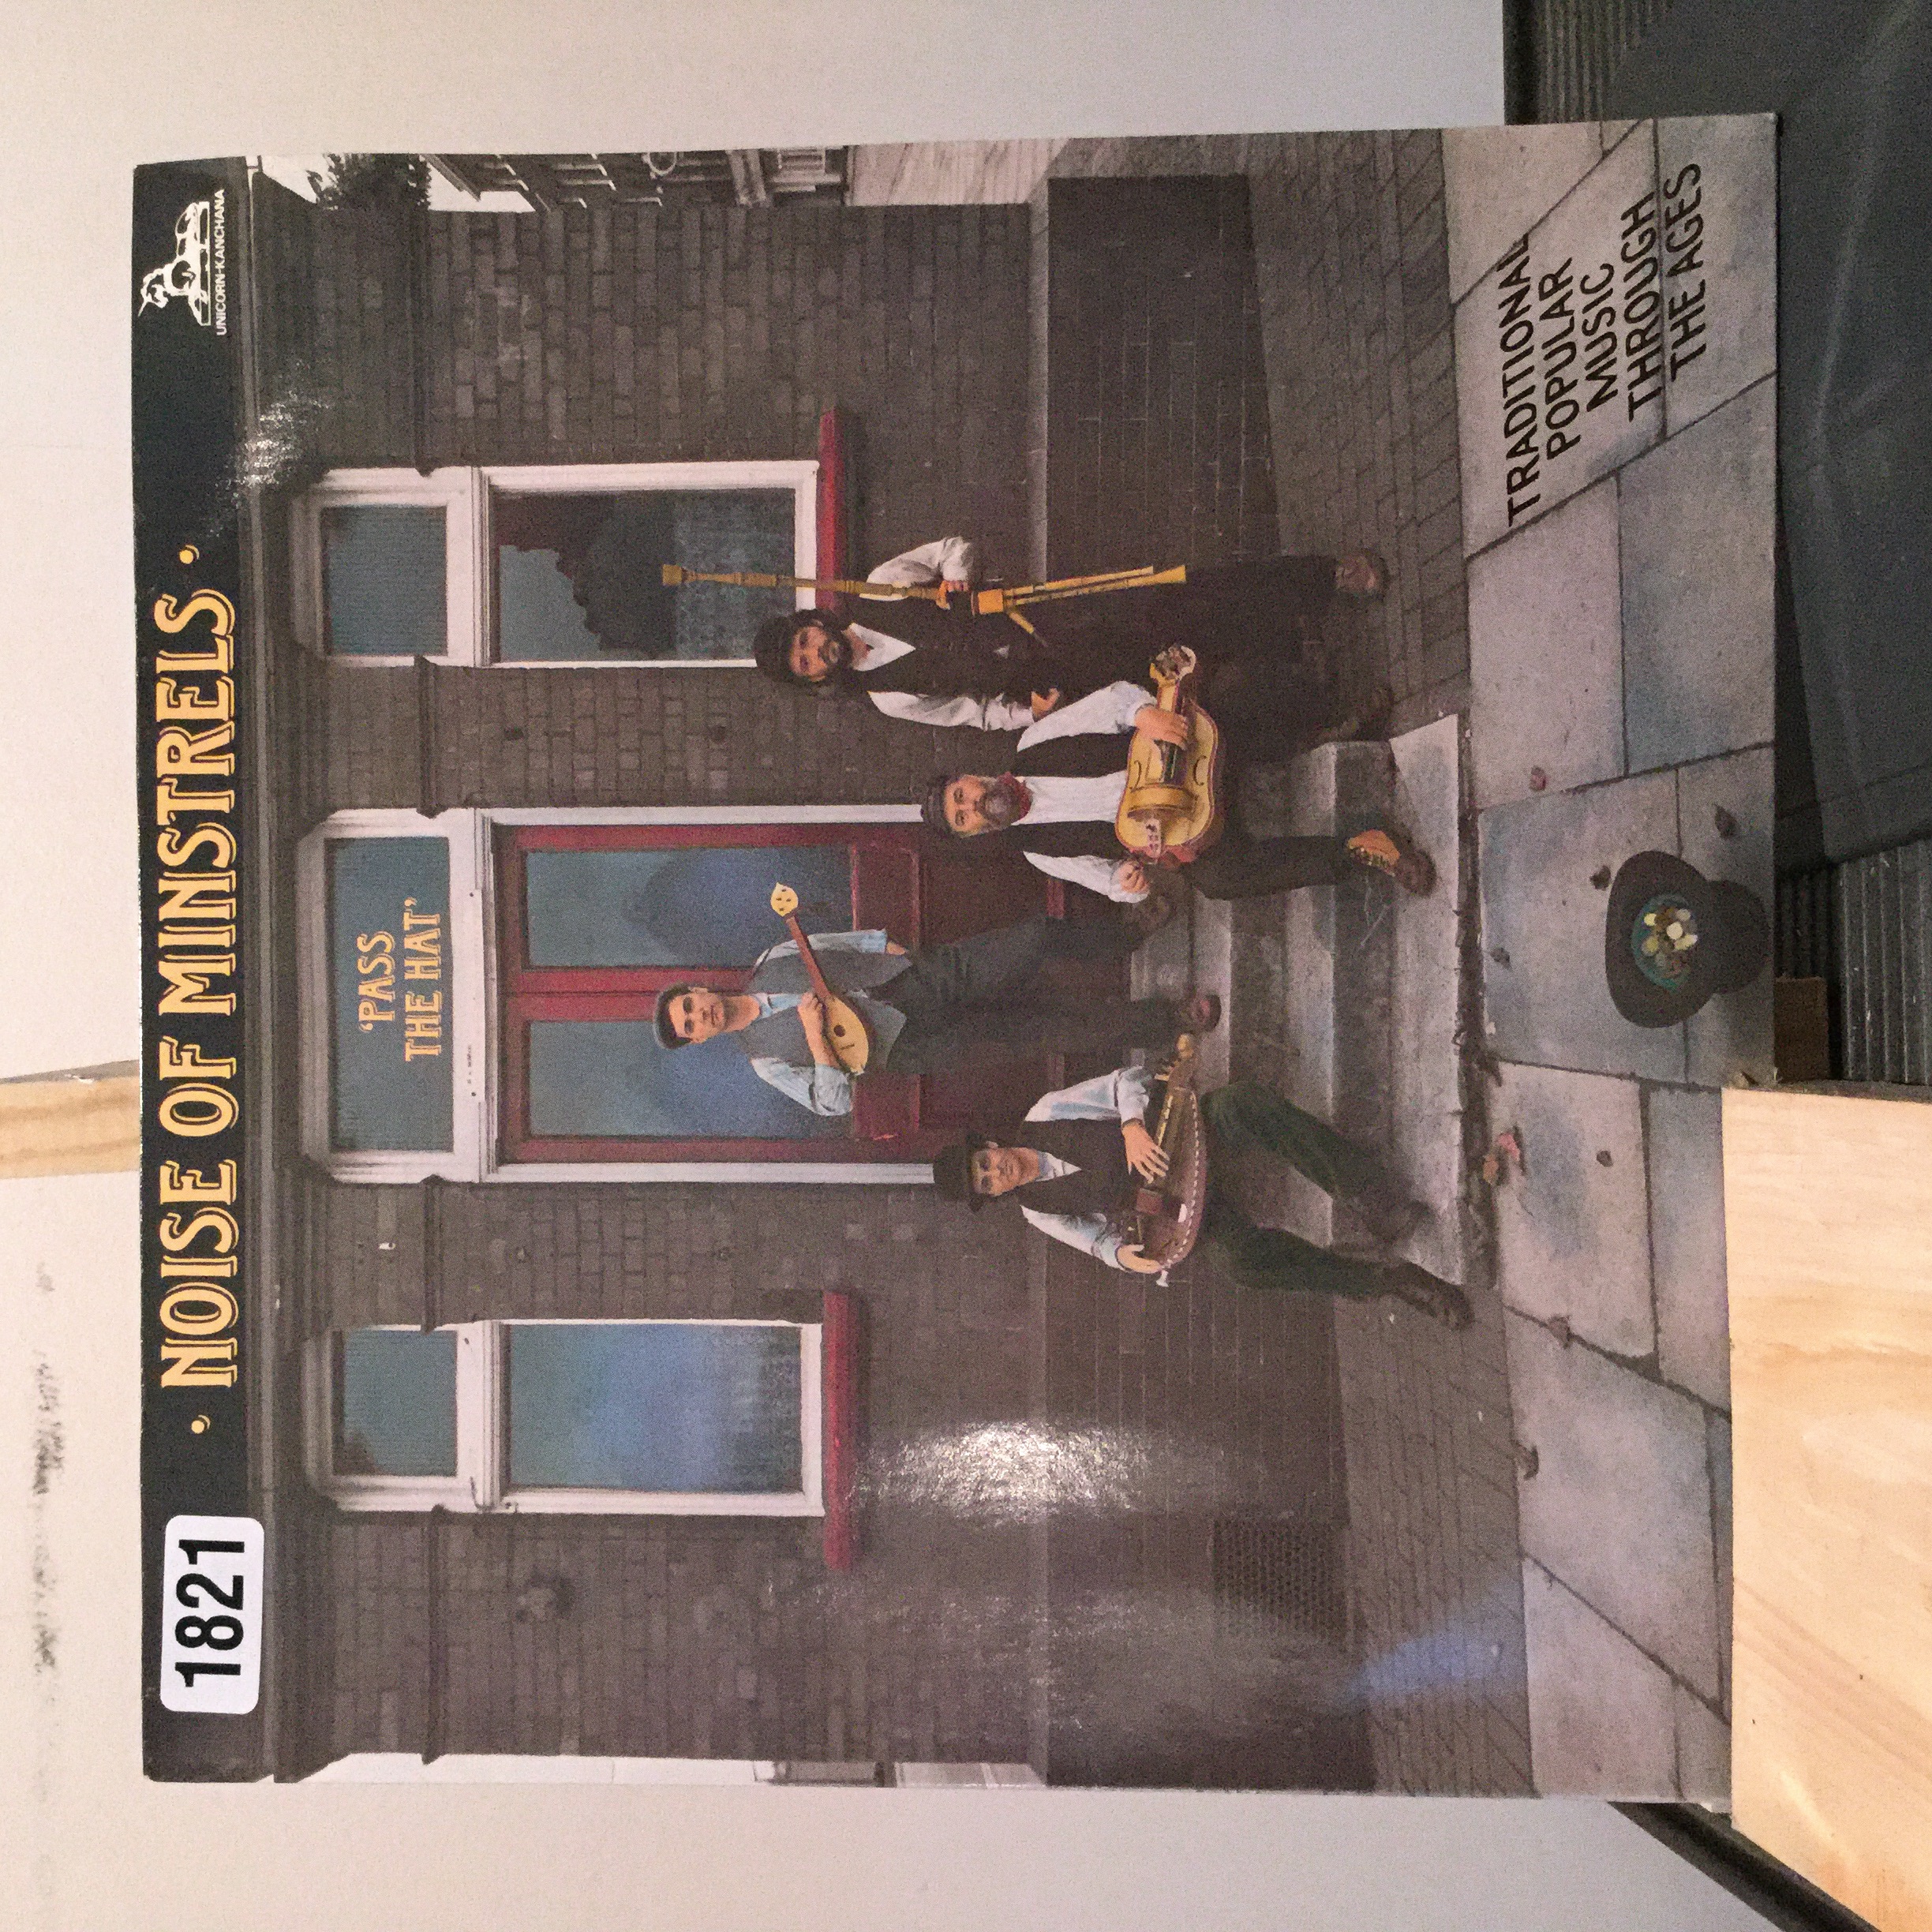 1821
· NOISE OF MINSTRELS ·
UNICORN-KANCHANA
'PASS
THE HAT'
TRADITIONAL
POPULAR
MUSIC
THROUGH
THE AGES